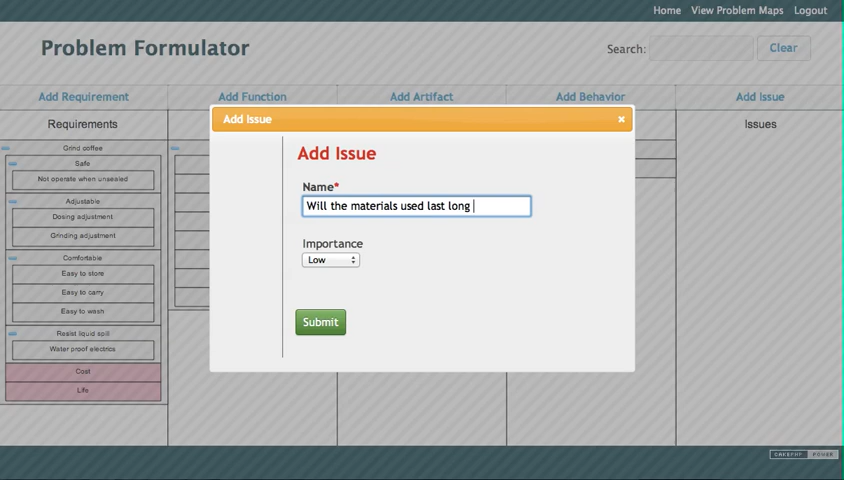 Home View Problem Maps Logout
Problem Formulator
Search:
Clear
Add Requirement Add Function Add Artifact Add Behavior Add Issue
Requirements
Issues
Grind coffee
Safe
Not operate when unsealed
Adjustable
Dosing adjustment
Grinding adjustment
Comfortable
Easy to store
Easy to carry
Easy to wash
Resist liquid spill
Water proof electrics
Cost
Life
Add Issue
×
Add Issue
Name*
Will the materials used last long
Importance
Low
Submit
CAKEPHP POWER